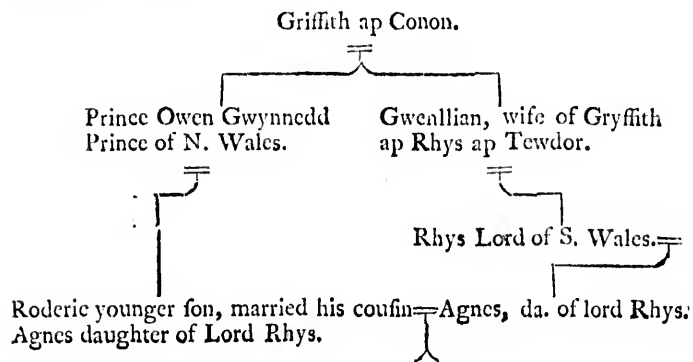 Griffith ap Conon.
Prince Owen Gwynnedd
Prince of N. Wales.
Gwenllian, wife of Gryffith
ap Rhys ap Tewdor.
Rhys Lord of S. Wales.
Roderic younger ſon, married his couſin
Agnes daughter of Lord Rhys.
Agnes, da. of lord Rhys.